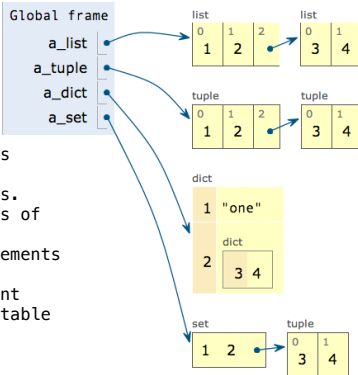 Global frame
a_list
a_tuple
a_dict
a_set
s
s.
s of
ements
nt
table
list
0 1 2
1 2
list
0 1
3 4
tuple
0 1 2
1 2
tuple
0 1
3 4
dict
1 "one"
2
dict
3 4
set
1 2
tuple
0 1
3 4